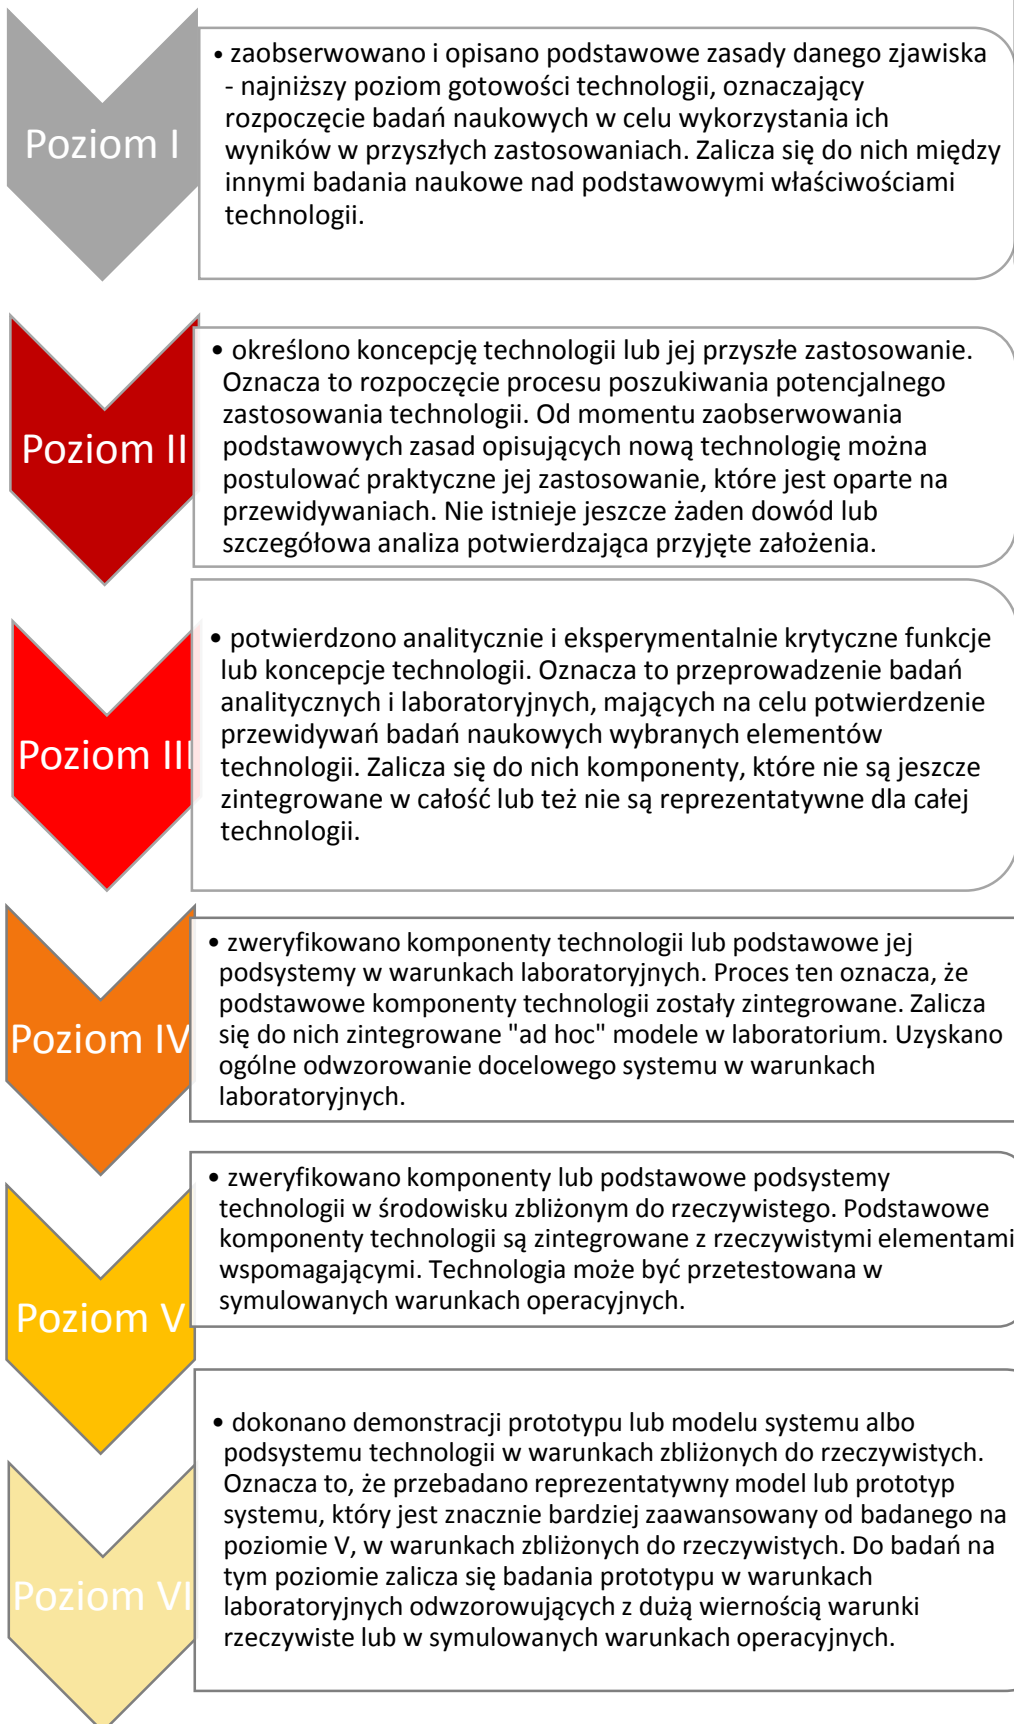 Poziom I
• zaobserwowano i opisano podstawowe zasady danego zjawiska
- najniższy poziom gotowości technologii, oznaczający
rozpoczęcie badań naukowych w celu wykorzystania ich
wyników w przyszłych zastosowaniach. Zalicza się do nich między
innymi badania naukowe nad podstawowymi właściwościami
technologii.
Poziom II
• określono koncepcję technologii lub jej przyszłe zastosowanie.
Oznacza to rozpoczęcie procesu poszukiwania potencjalnego
zastosowania technologii. Od momentu zaobserwowania
podstawowych zasad opisujących nową technologię można
postulować praktyczne jej zastosowanie, które jest oparte na
przewidywaniach. Nie istnieje jeszcze żaden dowód lub
szczegółowa analiza potwierdzająca przyjęte założenia.
Poziom III
• potwierdzono analitycznie i eksperymentalnie krytyczne funkcje
lub koncepcje technologii. Oznacza to przeprowadzenie badań
analitycznych i laboratoryjnych, mających na celu potwierdzenie
przewidywań badań naukowych wybranych elementów
technologii. Zalicza się do nich komponenty, które nie są jeszcze
zintegrowane w całość lub też nie są reprezentatywne dla całej
technologii.
Poziom IV
• zweryfikowano komponenty technologii lub podstawowe jej
podsystemy w warunkach laboratoryjnych. Proces ten oznacza, że
podstawowe komponenty technologii zostały zintegrowane. Zalicza
się do nich zintegrowane "ad hoc" modele w laboratorium. Uzyskano
ogólne odwzorowanie docelowego systemu w warunkach
laboratoryjnych.
Poziom V
• zweryfikowano komponenty lub podstawowe podsystemy
technologii w środowisku zbliżonym do rzeczywistego. Podstawowe
komponenty technologii są zintegrowane z rzeczywistymi elementami
wspomagającymi. Technologia może być przetestowana w
symulowanych warunkach operacyjnych.
Poziom VI
• dokonano demonstracji prototypu lub modelu systemu albo
podsystemu technologii w warunkach zbliżonych do rzeczywistych.
Oznacza to, że przebadano reprezentatywny model lub prototyp
systemu, który jest znacznie bardziej zaawansowany od badanego na
poziomie V, w warunkach zbliżonych do rzeczywistych. Do badań na
tym poziomie zalicza się badania prototypu w warunkach
laboratoryjnych odwzorowujących z dużą wiernością warunki
rzeczywiste lub w symulowanych warunkach operacyjnych.